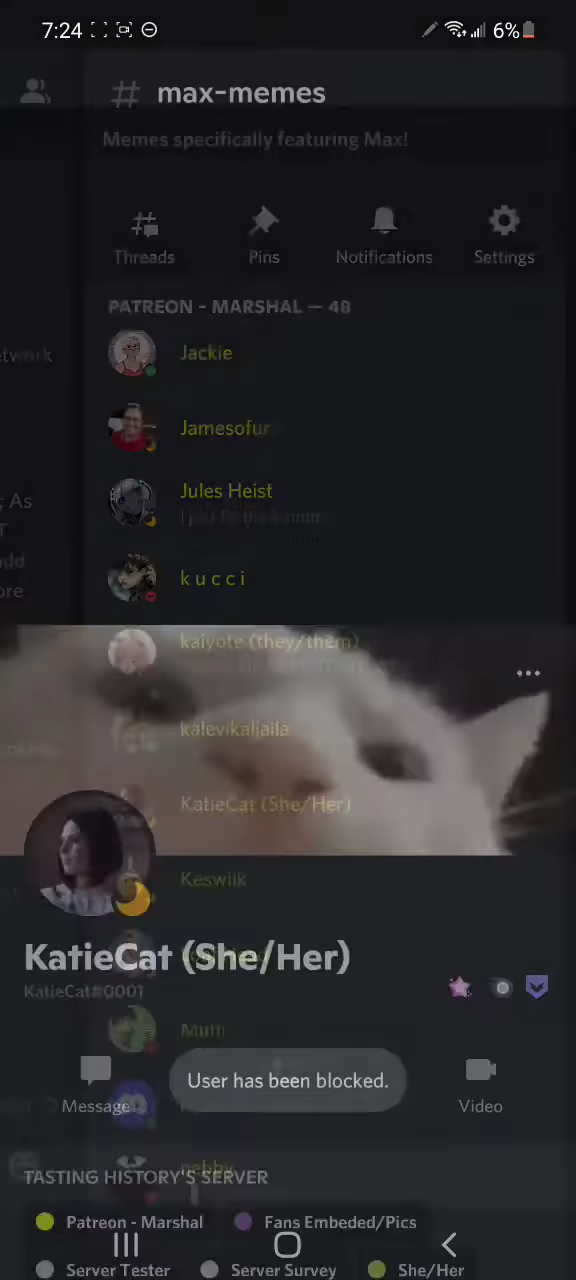 7:24
6%
max-memes
Memes specifically featuring Max!
Threads
Pins
Notifications
Settings
PATREON - MARSHAL — 48
etwork
Jackie
Jamesofur
Jules Heist
; As
T
k u c c i
kaiyote (they/them)
kalevikaljaila
KatieCat (She/Her)
Keswiik
KatieCat (She/Her)
KatieCat#0001
User has been blocked.
Message
Video
TASTING HISTORY'S SERVER
Patreon - Marshal
Fans Embeded/Pics
Server Tester
Server Survey
She/Her